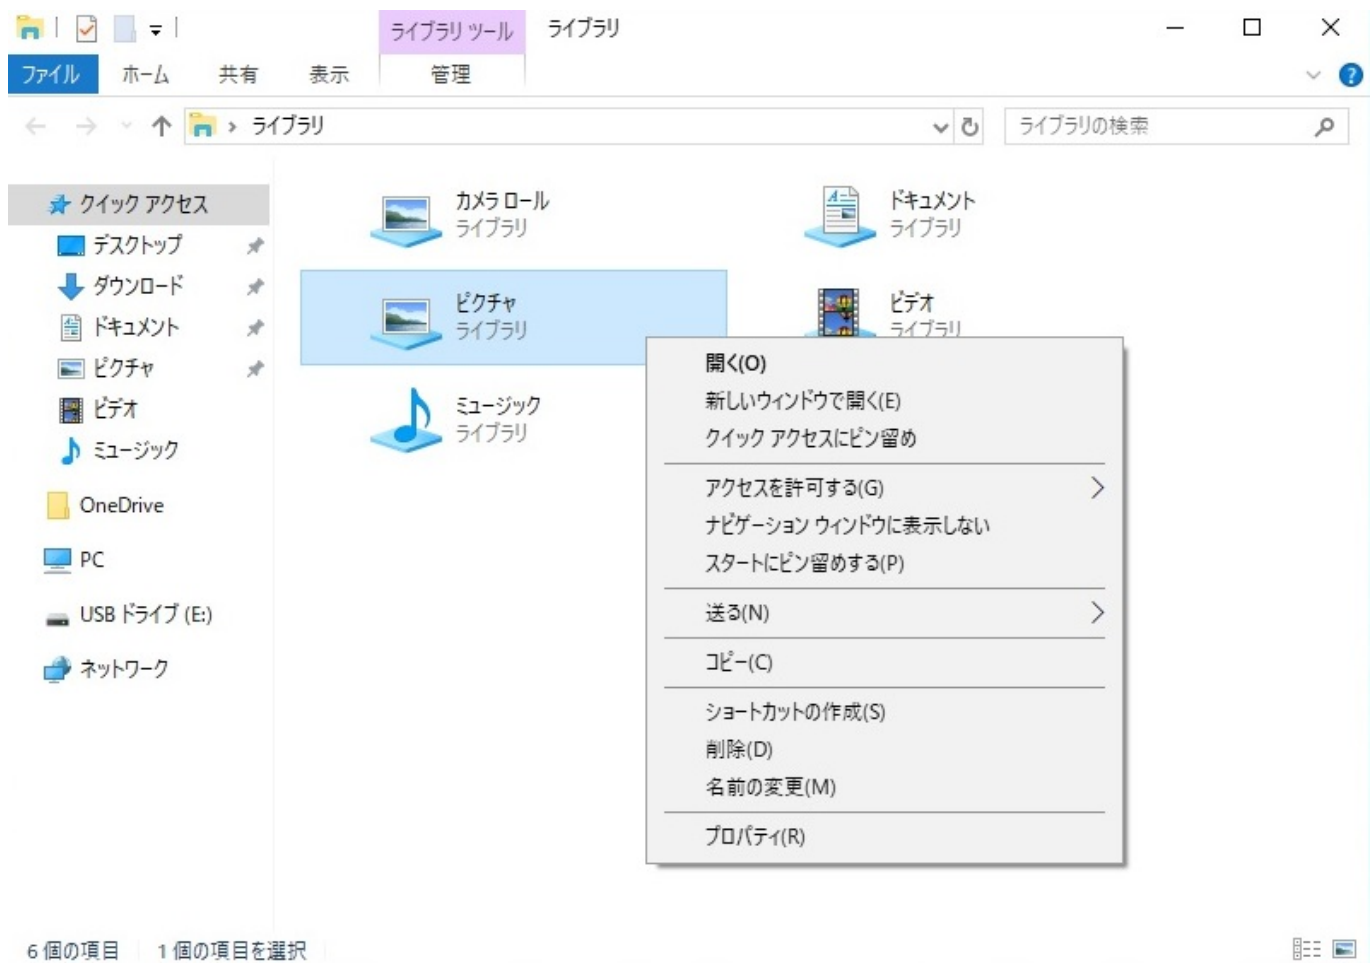 ライブラリ ツール
ライブラリ
ファイル
ホーム
共有
表示
管理
ライブラリ
ライブラリの検索
クイック アクセス
デスクトップ
ダウンロード
ドキュメント
ピクチャ
ビデオ
ミュージック
OneDrive
PC
USB ドライブ (E:)
ネットワーク
カメラ ロール
ライブラリ
ドキュメント
ライブラリ
ピクチャ
ライブラリ
ビデオ
ライブラリ
ミュージック
ライブラリ
開く(O)
新しいウィンドウで開く(E)
クイック アクセスにピン留め
アクセスを許可する(G)
ナビゲーション ウィンドウに表示しない
スタートにピン留めする(P)
送る(N)
コピー(C)
ショートカットの作成(S)
削除(D)
名前の変更(M)
プロパティ(R)
6 個の項目
1 個の項目を選択